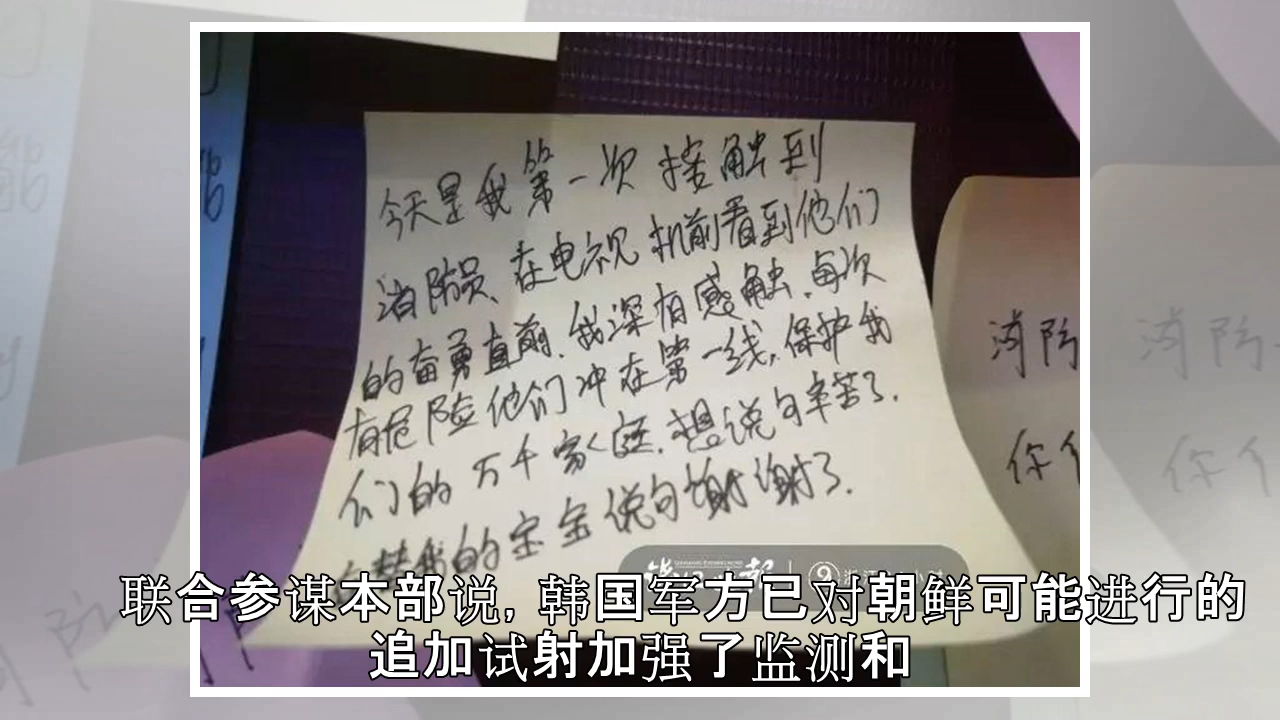 今天是我第一次接触到
消防员、在电视机前看到他们
的奋勇直前、我深有感触、每次
有危险他们冲在第一线,保护我
们的万千家庭.想说句辛苦了.
替我的宝宝说句谢谢了.
消防
你
联合参谋本部说, 韩国军方已对朝鲜可能进行的
追加试射加强了监测和